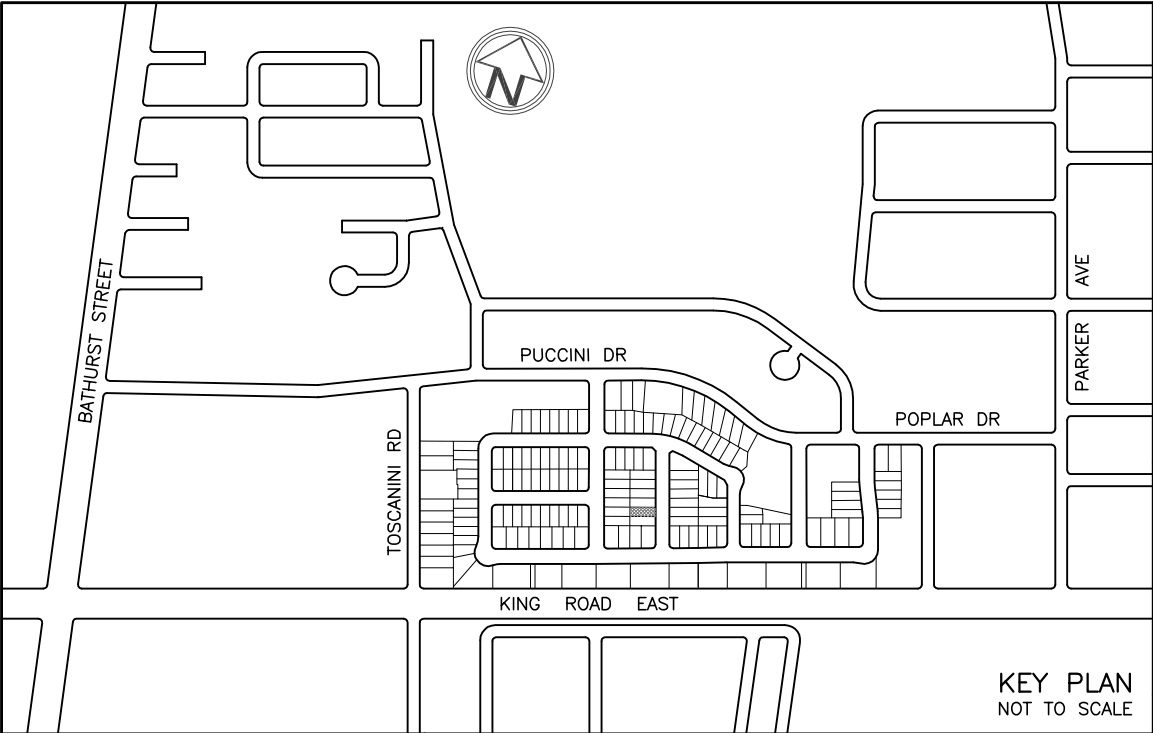 N
BATHURST STREET
PUCCINI DR
TOSCANINI RD
POPLAR DR
PARKER AVE
KING ROAD EAST
KEY PLAN
NOT TO SCALE